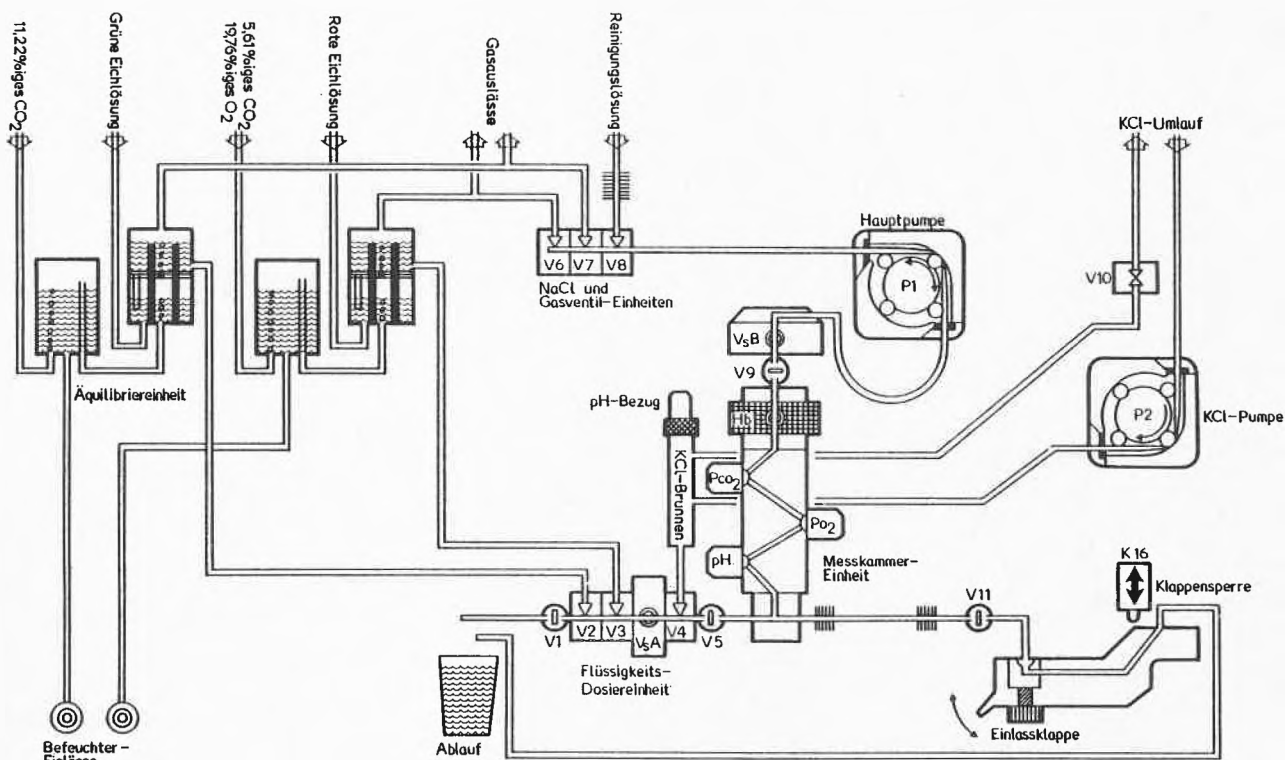 11,22%iges CO₂
Grüne Eichlösung
5,61%iges CO₂
19,76%iges O₂
Rote Eichlösung
Gasauslässe
Reinigungslösung
KCl-Umlauf
Hauptpumpe
P1
V6 V7 V8
NaCl und
Gasventil-Einheiten
V10
VsB
V9
P2
KCl-Pumpe
Äquilibriereinheit
pH-Bezug
Hb
KCl-Brunnen
Pco₂
Po₂
pH
Messkammer-
Einheit
K16
Klappensperre
V1 V2 V3 VsA V4 V5
V11
Flüssigkeits-
Dosiereinheit
Ablauf
Einlassklappe
Befeuchter-